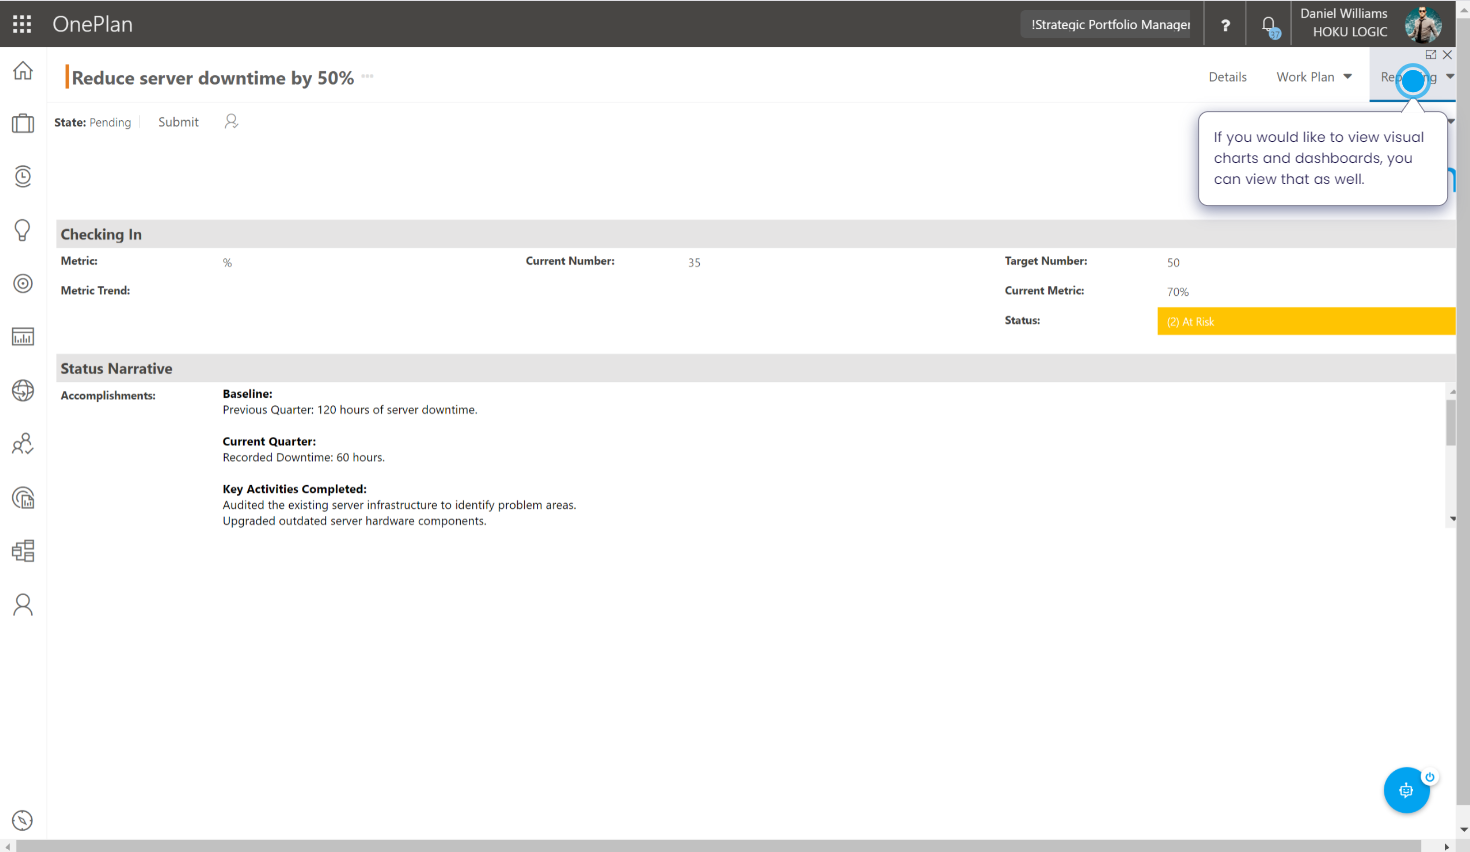 OnePlan
!Strategic Portfolio Manager
?
Daniel Williams
HOKU LOGIC
Reduce server downtime by 50%
Details
Work Plan
State: Pending
Submit
If you would like to view visual
charts and dashboards, you
can view that as well.
Checking In
Metric:
%
Current Number:
35
Target Number:
50
Metric Trend:
Current Metric:
70%
Status:
(2) At Risk
Status Narrative
Accomplishments:
Baseline:
Previous Quarter: 120 hours of server downtime.
Current Quarter:
Recorded Downtime: 60 hours.
Key Activities Completed:
Audited the existing server infrastructure to identify problem areas.
Upgraded outdated server hardware components.